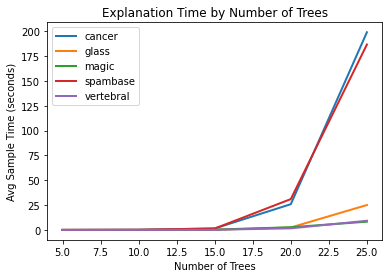 Explanation Time by Number of Trees
cancer
glass
magic
spambase
vertebral
Avg Sample Time (seconds)
200
175
150
125
100
75
50
25
0
5.0 7.5 10.0 12.5 15.0 17.5 20.0 22.5 25.0
Number of Trees